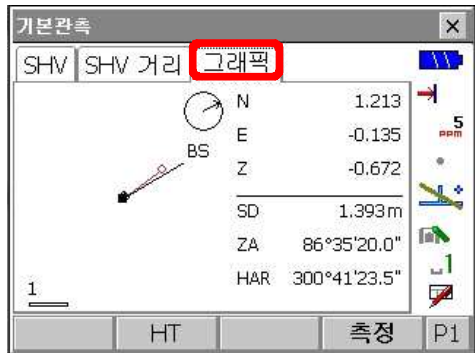 기본관측
SHV SHV 거리 그래픽
N 1.213
E -0.135
BS
Z -0.672
SD 1.393m
ZA 86°35'20.0"
HAR 300°41'23.5"
1
5
ppm
1
HT 측정 P1